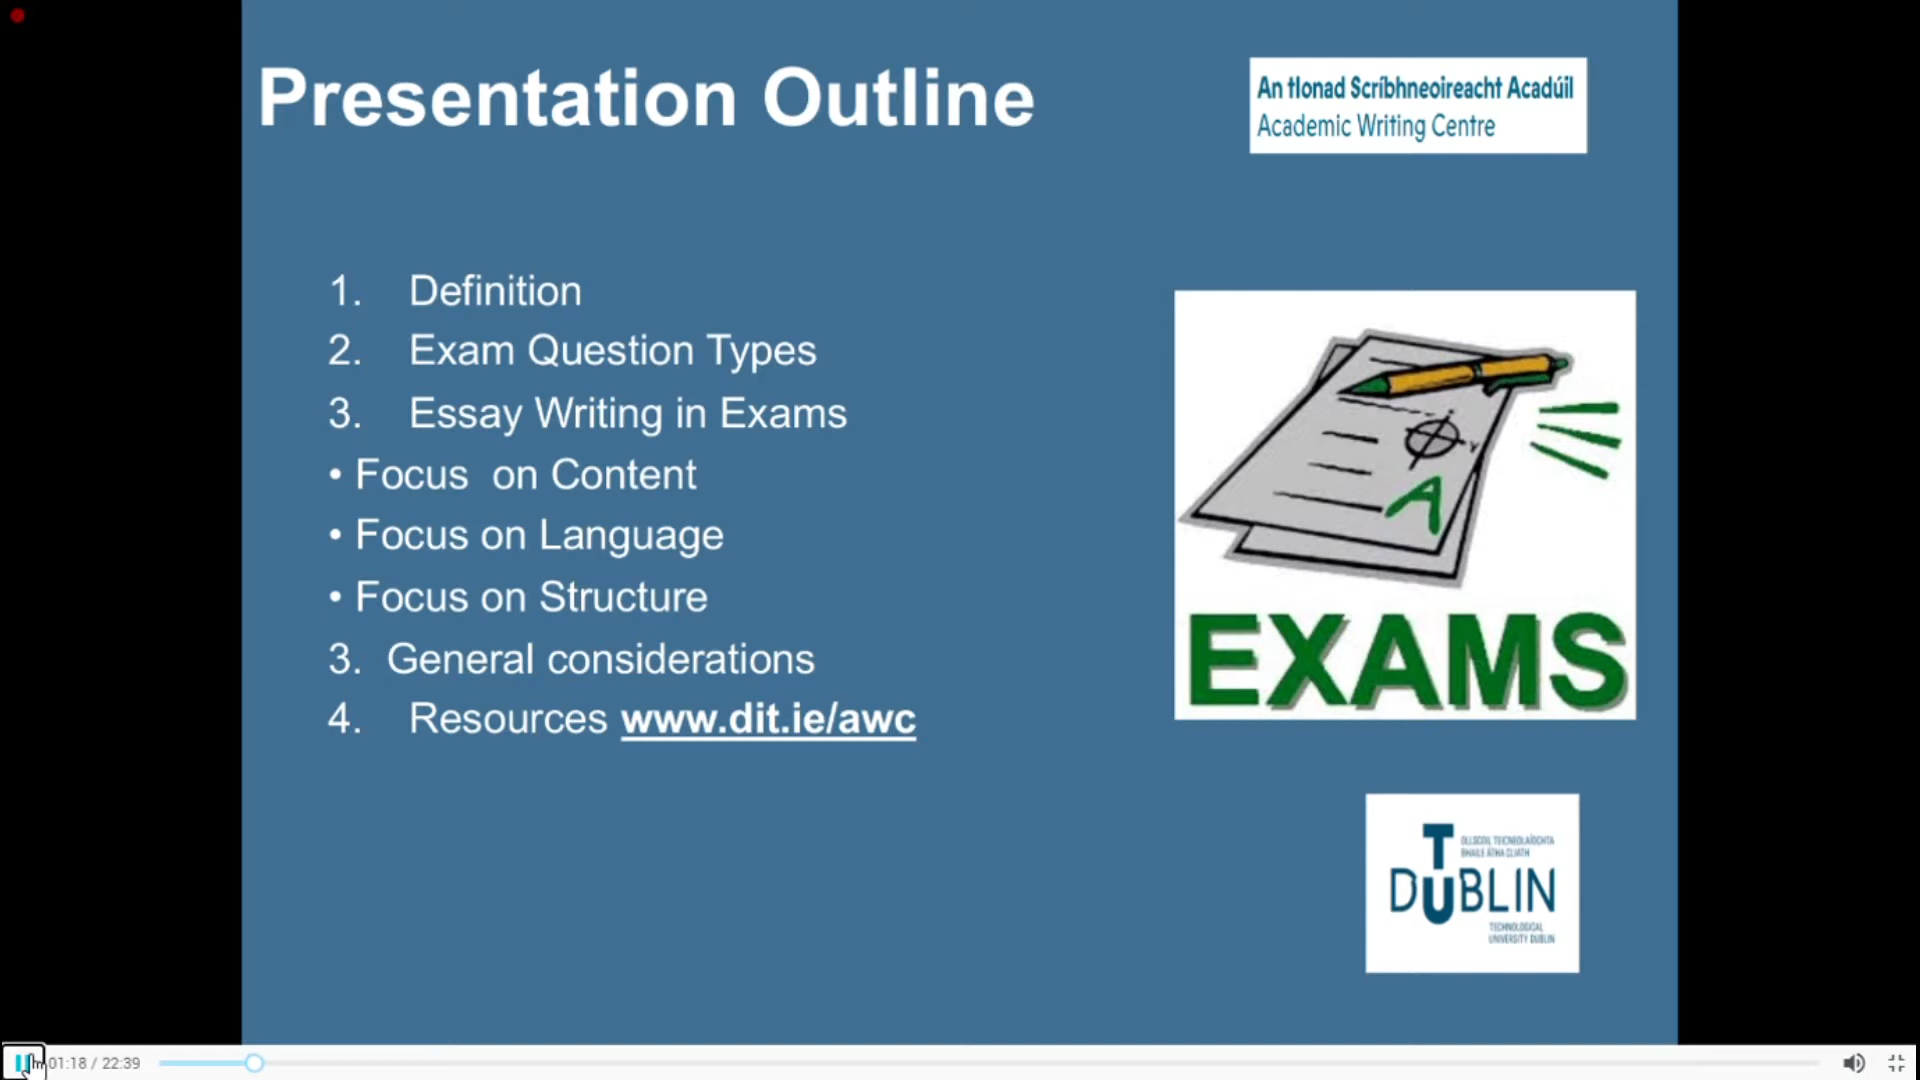 Presentation Outline
An tIonad Scríbhneoireacht Acadúil
Academic Writing Centre
1. Definition
2. Exam Question Types
3. Essay Writing in Exams
• Focus on Content
• Focus on Language
• Focus on Structure
3. General considerations
4. Resources www.dit.ie/awc
A
EXAMS
OLLSCOIL TEICNEOLAÍOCHTA
BHAILE ÁTHA CLIATH
TU DUBLIN
TECHNOLOGICAL
UNIVERSITY DUBLIN
01:18 / 22:39